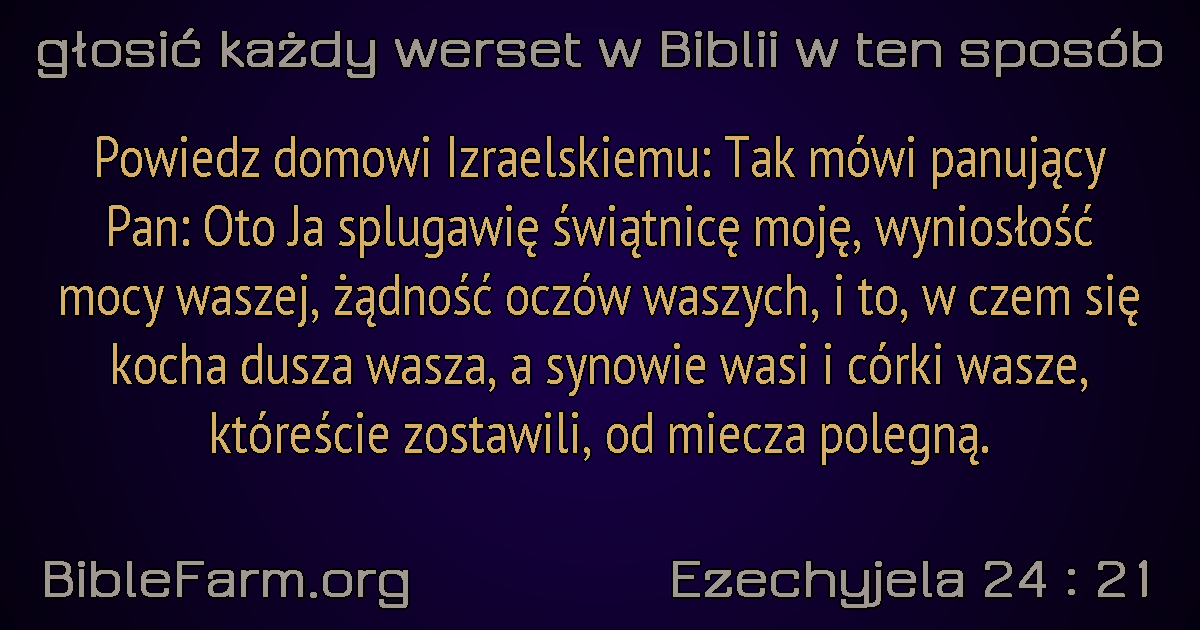 głosić każdy werset w Biblii w ten sposób
Powiedz domowi Izraelskiemu: Tak mówi panujący
Pan: Oto Ja splugawię świątnicę moję, wyniosłość
mocy waszej, żądność oczów waszych, i to, w czem się
kocha dusza wasza, a synowie wasi i córki wasze,
któreście zostawili, od miecza polegną.
BibleFarm.org
Ezechyjela 24 : 21